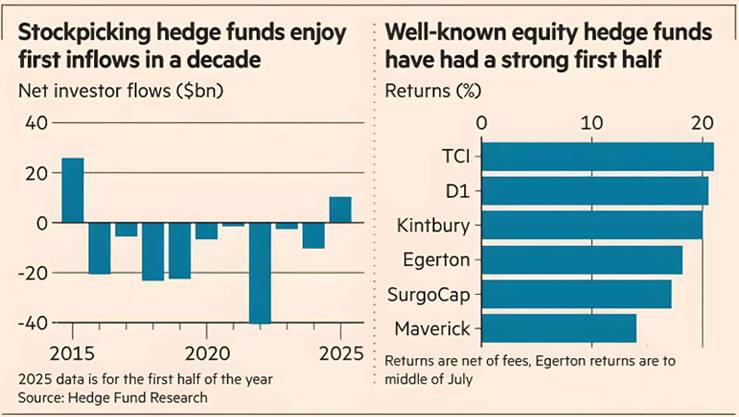 Stockpicking hedge funds enjoy
first inflows in a decade
Net investor flows ($bn)
40
20
0
-20
-40
2015
2020
2025
2025 data is for the first half of the year
Source: Hedge Fund Research
Well-known equity hedge funds
have had a strong first half
Returns (%)
0
10
20
TCI
D1
Kintbury
Egerton
SurgoCap
Maverick
Returns are net of fees, Egerton returns are to
middle of July